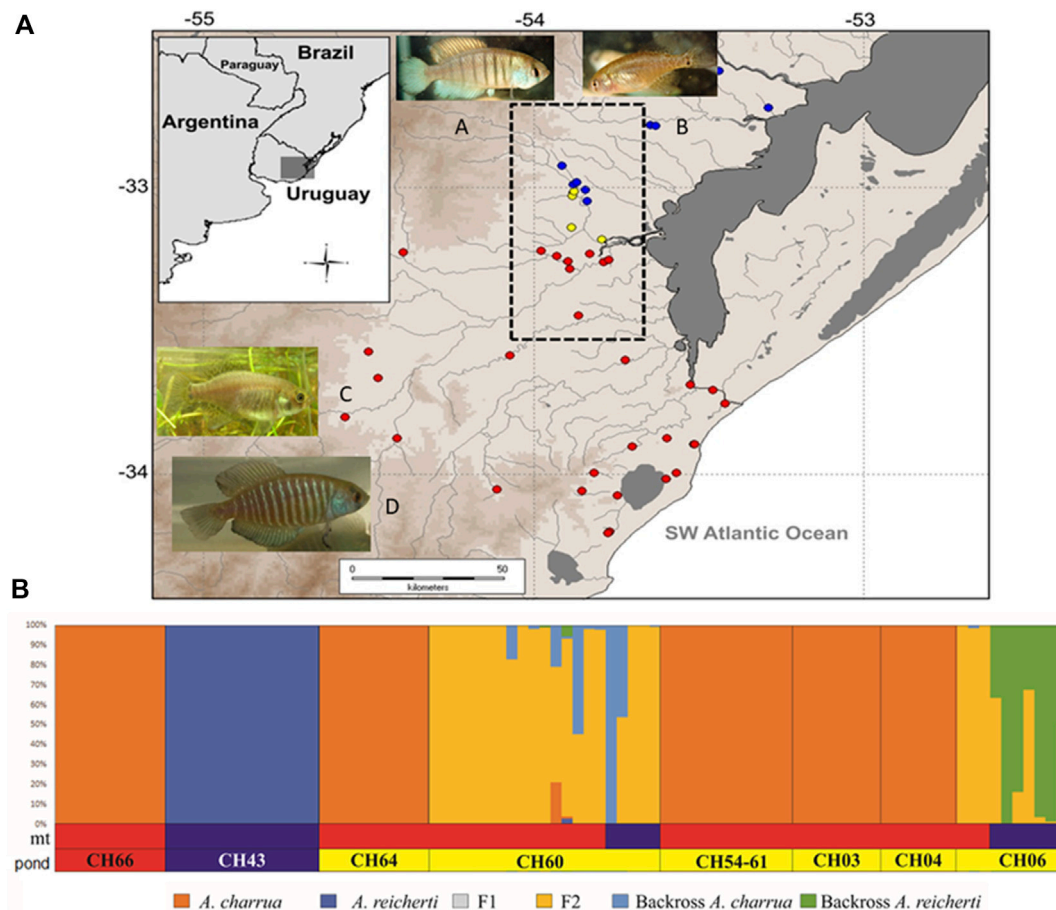 A
-55
-54
-53
Brazil
Paraguay
Argentina
Uruguay
A
B
-33
C
D
-34
SW Atlantic Ocean
0
50
kilometers
B
100%
90%
80%
70%
60%
50%
40%
30%
20%
10%
0%
mt
pond
CH66
CH43
CH64
CH60
CH54-61
CH03
CH04
CH06
A. charrua
A. reicherti
F1
F2
Backross A. charrua
Backross A. reicherti